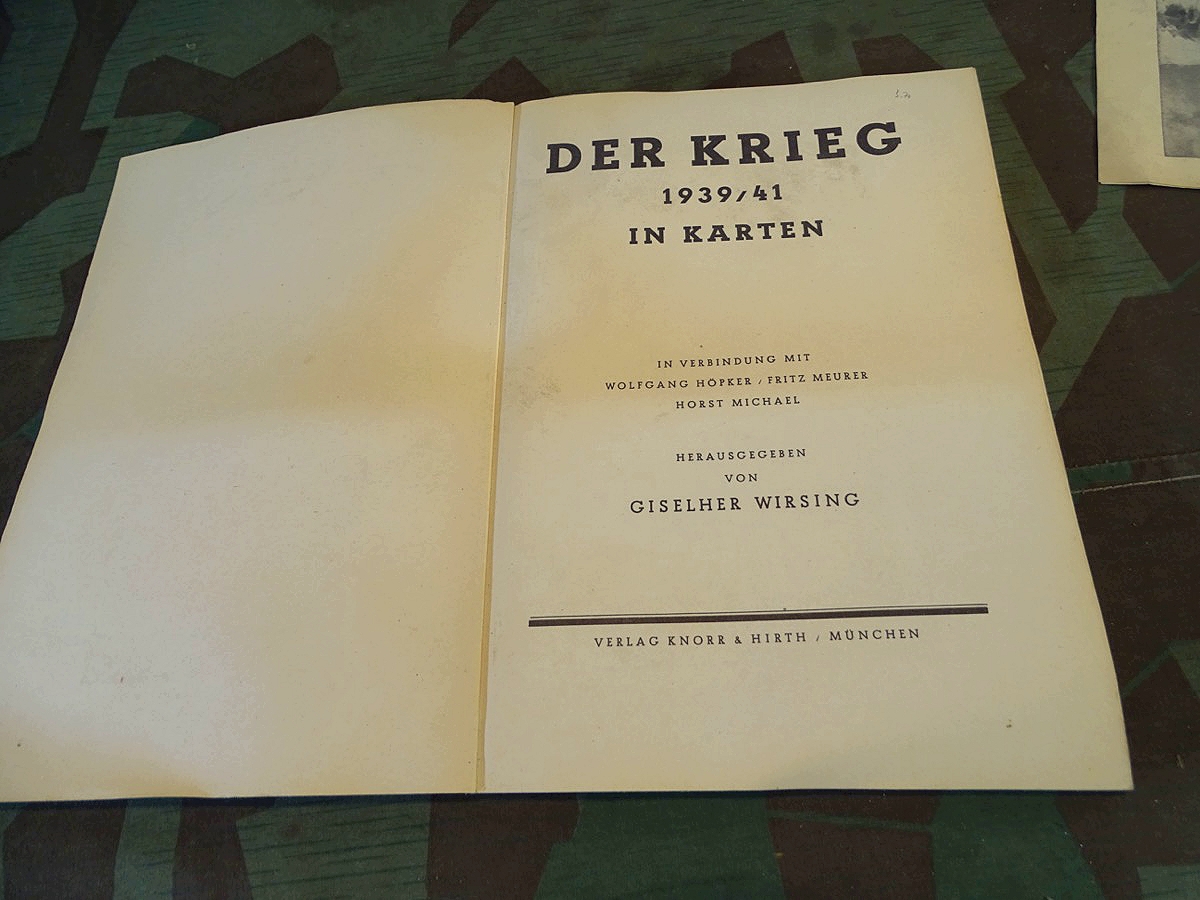 DER KRIEG
1939/41
IN KARTEN
IN VERBINDUNG MIT
WOLFGANG HÖPKER / FRITZ MEURER
HORST MICHAEL
HERAUSGEGEBEN
VON
GISELHER WIRSING
VERLAG KNORR & HIRTH / MÜNCHEN